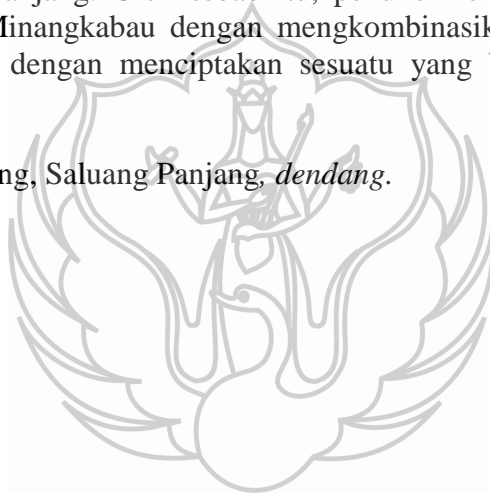 Minangkabau dengan mengkombinasik
dengan menciptakan sesuatu yang
ng, Saluang Panjang, dendang.